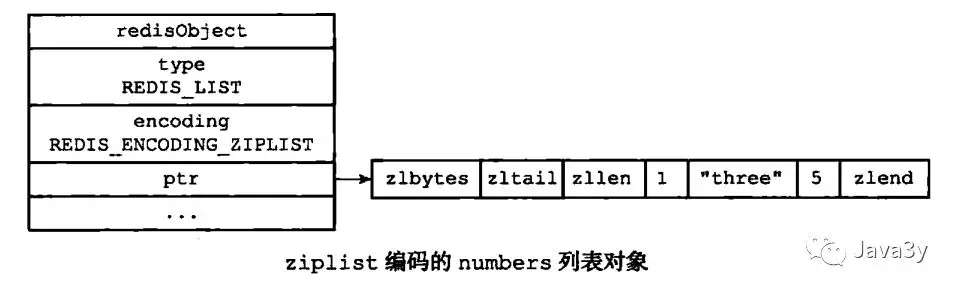 redisObject
type
REDIS_LIST
encoding
REDIS_ENCODING_ZIPLIST
ptr
...
zlbytes zltail zllen 1 "three" 5 zlend
ziplist 编码的 numbers 列表对象
Java3y